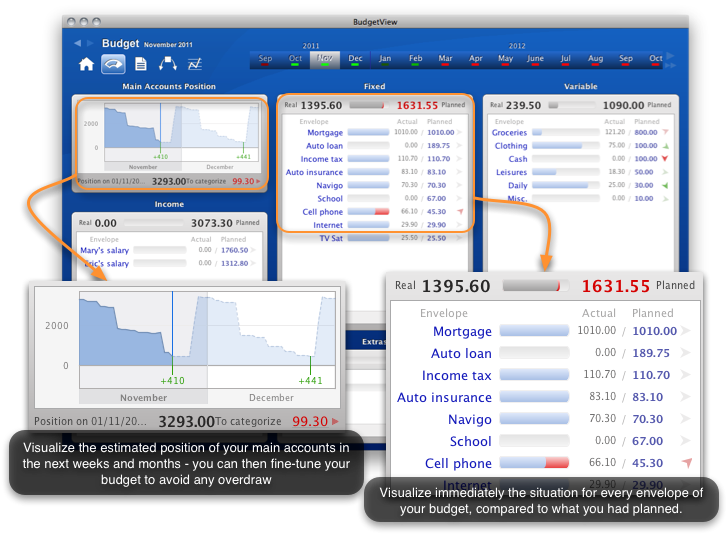 BudgetView
Budget November 2011
2011
2012
Sep Oct Nov Dec Jan Feb Mar Apr May June July Aug Sep Oct
Main Accounts Position
2000
0
+410
+441
November
December
Position on 01/11/20... 3293.00 To categorize 99.30
Income
Real 0.00 3073.30 Planned
Envelope Actual Planned
Mary's salary 0.00 / 1760.50
Eric's salary 0.00 / 1312.80
Fixed
Real 1395.60 1631.55 Planned
Envelope Actual Planned
Mortgage 1010.00 / 1010.00
Auto loan 0.00 / 189.75
Income tax 110.70 / 110.70
Auto insurance 83.10 / 83.10
Navigo 70.30 / 70.30
School 0.00 / 67.00
Cell phone 66.10 / 45.30
Internet 29.90 / 29.90
TV Sat 25.50 / 25.50
Variable
Real 239.50 1090.00 Planned
Envelope Actual Planned
Groceries 121.20 / 800.00
Clothing 75.00 / 100.00
Cash 0.00 / 100.00
Leisures 18.30 / 50.00
Daily 25.00 / 30.00
Misc. 0.00 / 10.00
Extras
2000
0
+410
+441
November
December
Position on 01/11/20... 3293.00 To categorize 99.30
Visualize the estimated position of your main accounts in
the next weeks and months - you can then fine-tune your
budget to avoid any overdraw
Real 1395.60 1631.55 Planned
Envelope Actual Planned
Mortgage 1010.00 / 1010.00
Auto loan 0.00 / 189.75
Income tax 110.70 / 110.70
Auto insurance 83.10 / 83.10
Navigo 70.30 / 70.30
School 0.00 / 67.00
Cell phone 66.10 / 45.30
Internet 29.90 / 29.90
Visualize immediately the situation for every envelope of
your budget, compared to what you had planned.